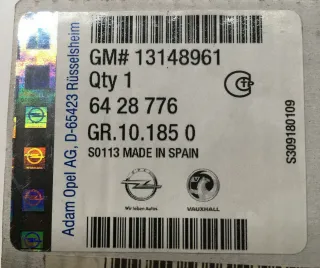 GM# 13148961
Qty 1
64 28 776
GR.10.185 0
S0113 MADE IN SPAIN
Wir leben Autos
VAUXHALL
Adam Opel AG, D-65423 Rüsselsheim
S309180109